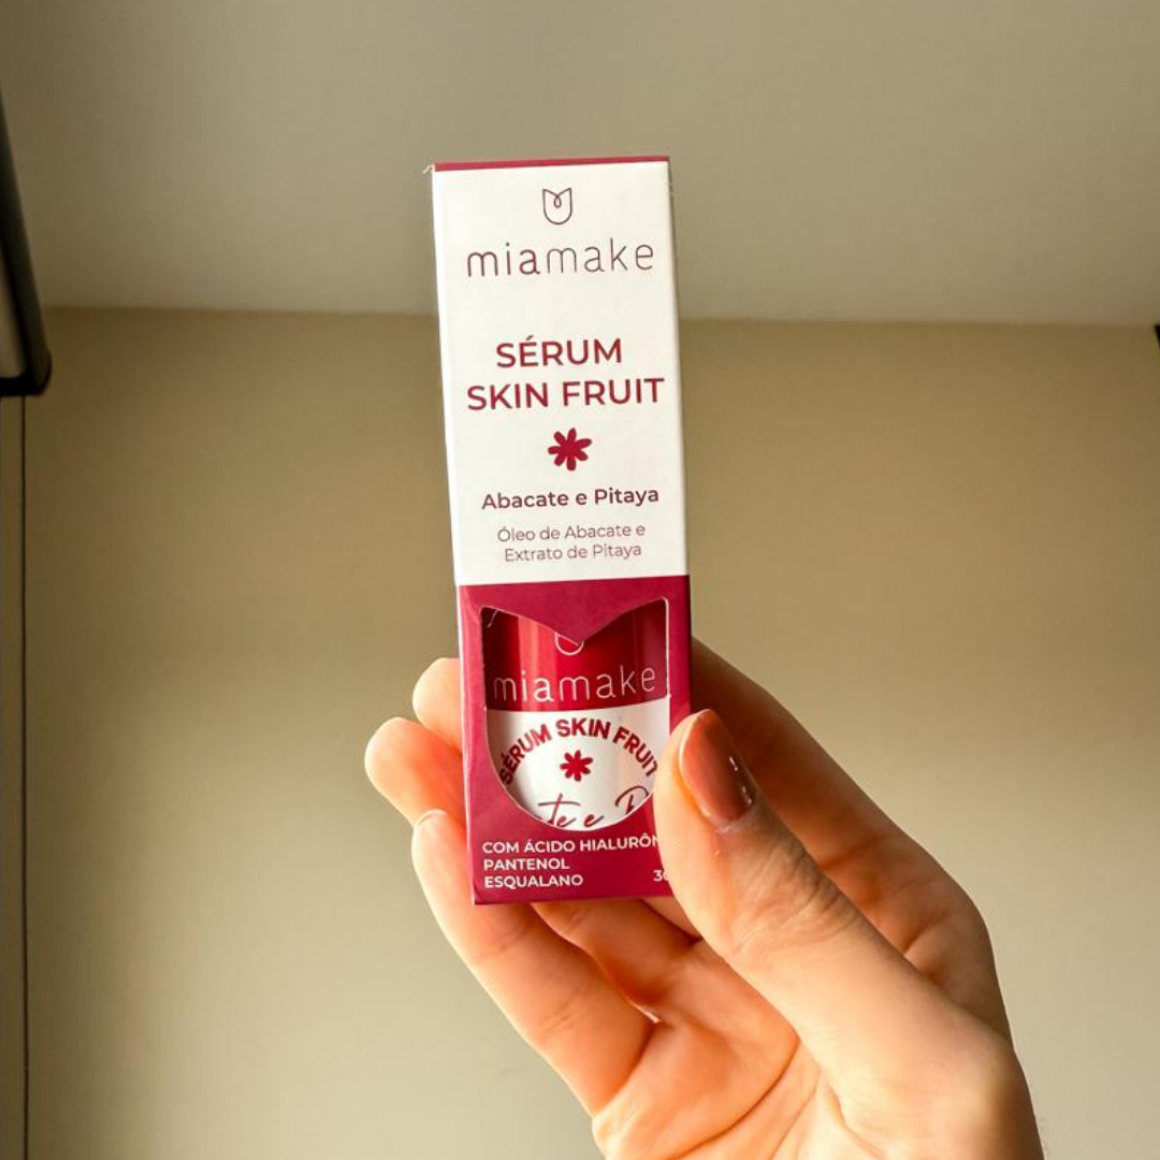 miamake
SÉRUM
SKIN FRUIT
Abacate e Pitaya
Óleo de Abacate e
Extrato de Pitaya
miamake
SÉRUM SKIN FRUIT
e
COM ÁCIDO
PANTENOL
ESQUALANO